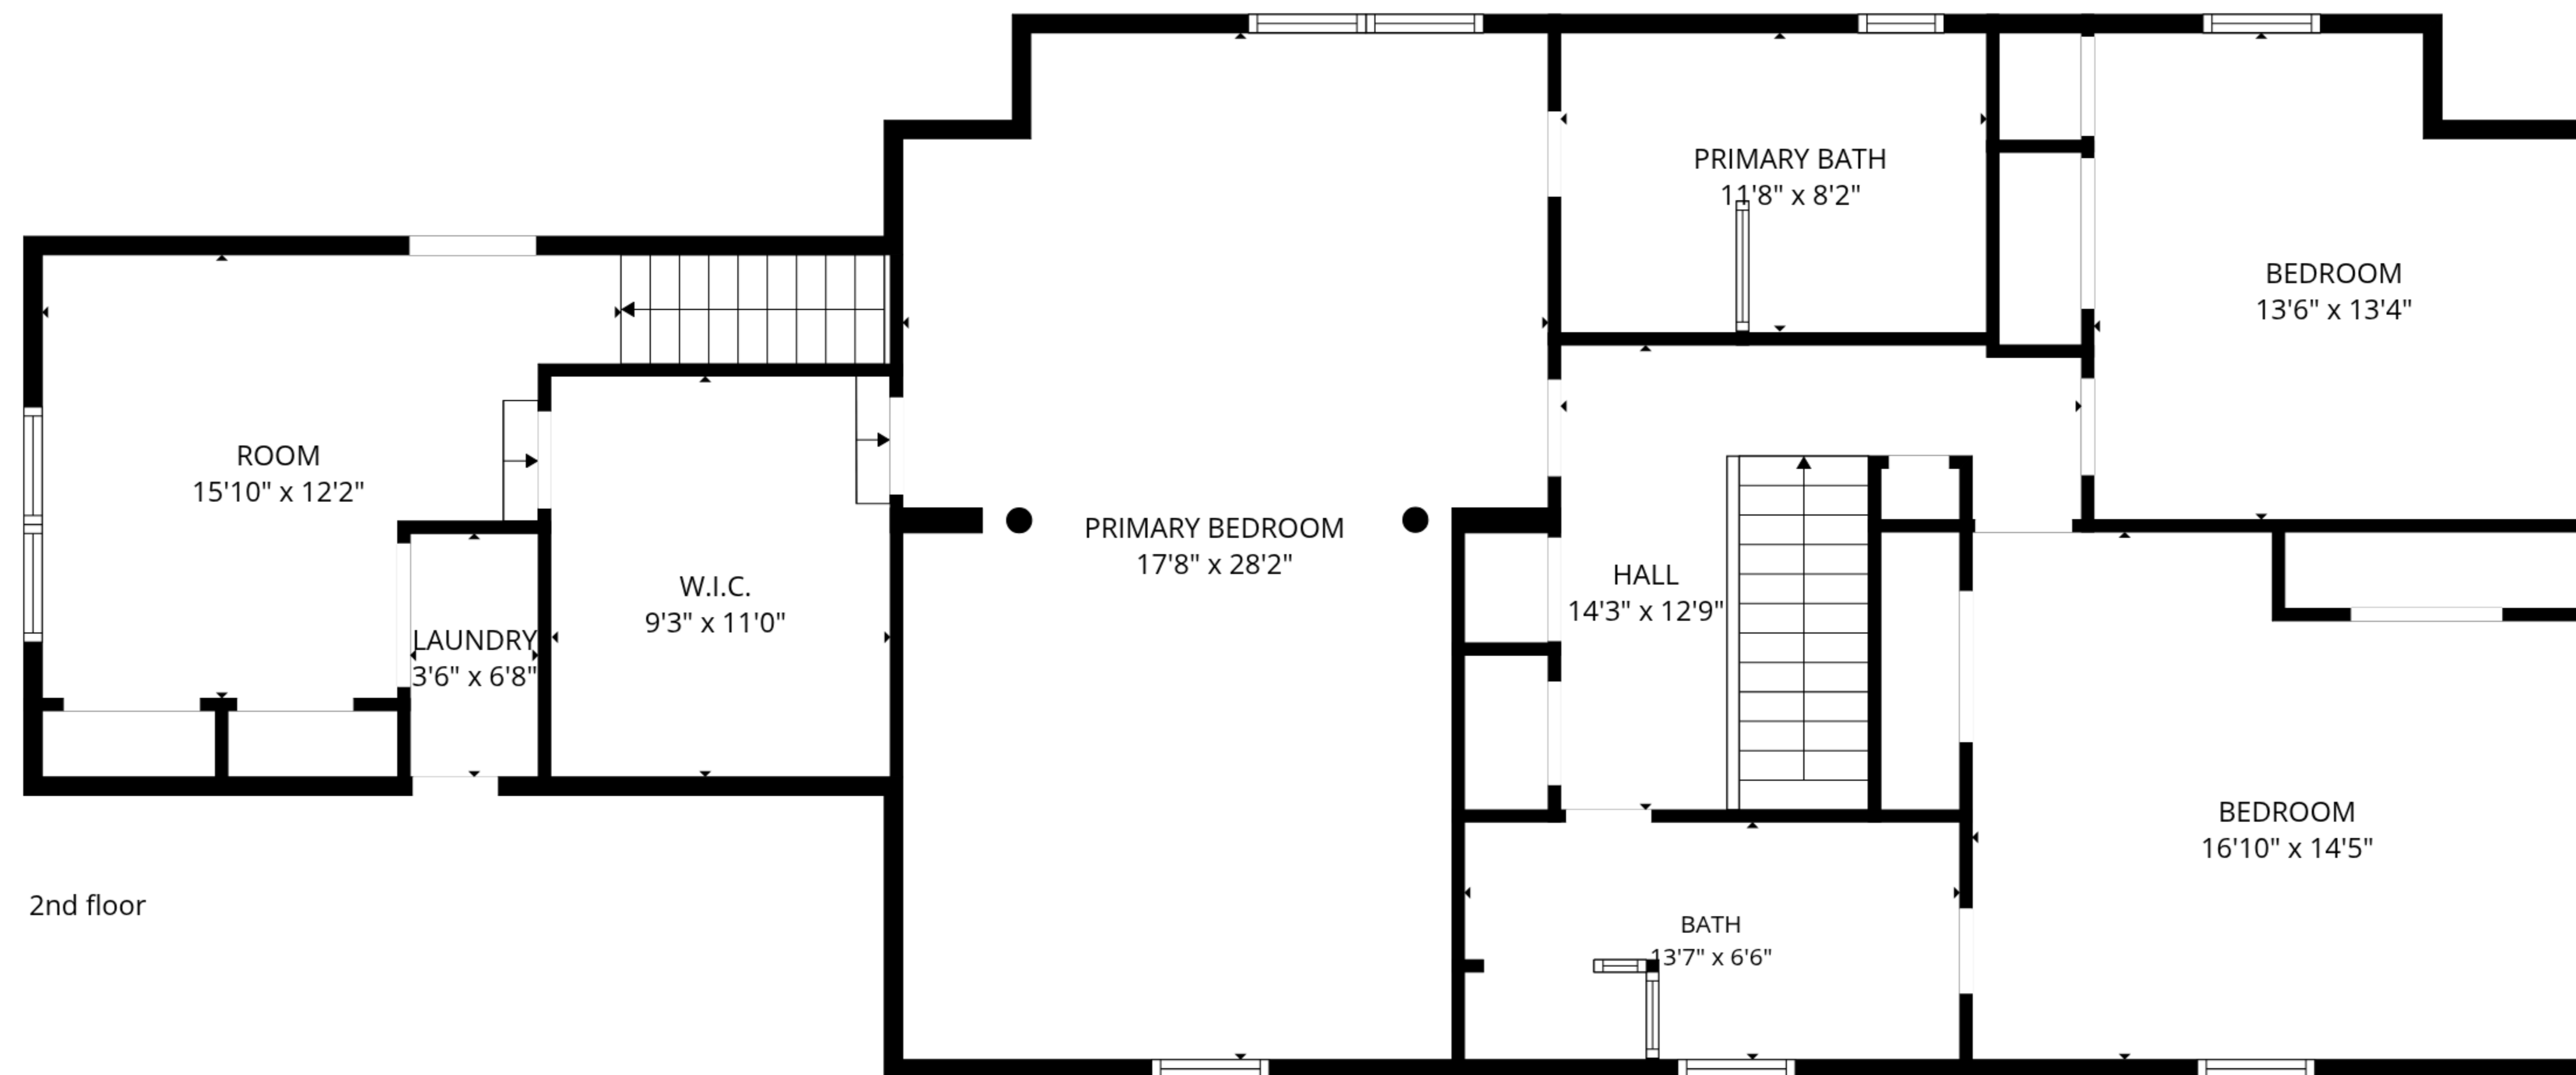 PRIMARY BATH
11'8" x 8'2"
BEDROOM
13'6" x 13'4"
ROOM
15'10" x 12'2"
PRIMARY BEDROOM
17'8" x 28'2"
W.I.C.
9'3" x 11'0"
HALL
14'3" x 12'9"
LAUNDRY
3'6" x 6'8"
BEDROOM
16'10" x 14'5"
2nd floor
BATH
13'7" x 6'6"